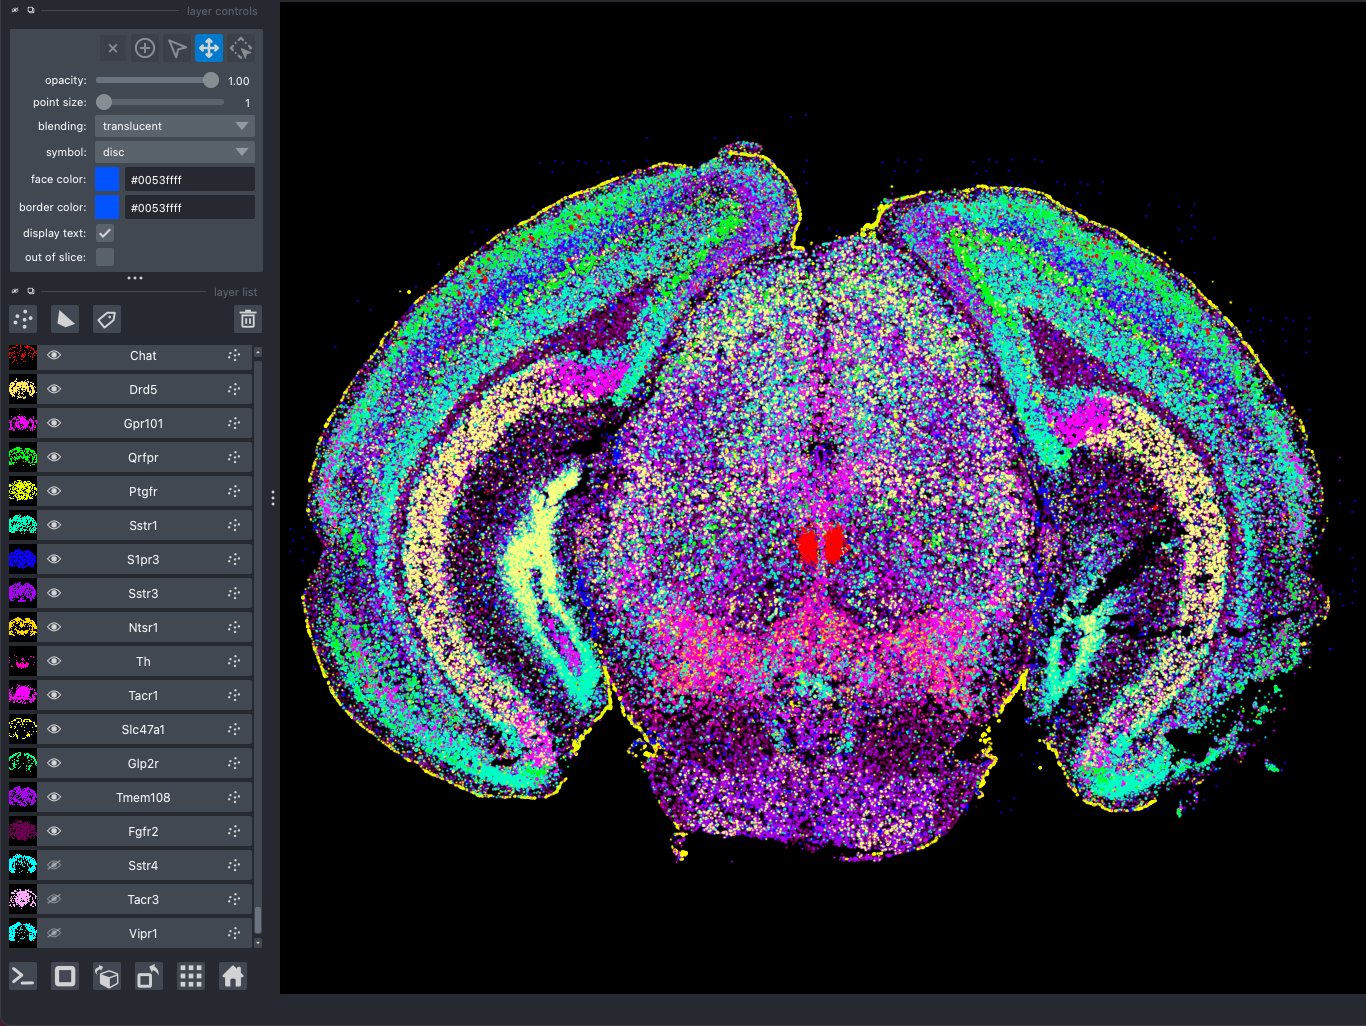 layer controls
opacity: 1.00
point size: 1
blending: translucent
symbol: disc
face color: #0053ffff
border color: #0053ffff
display text:
out of slice:
layer list
Chat
Drd5
Gpr101
Qrfpr
Ptgfr
Sstr1
S1pr3
Sstr3
Ntsr1
Th
Tacr1
Slc47a1
Glp2r
Tmem108
Fgfr2
Sstr4
Tacr3
Vipr1